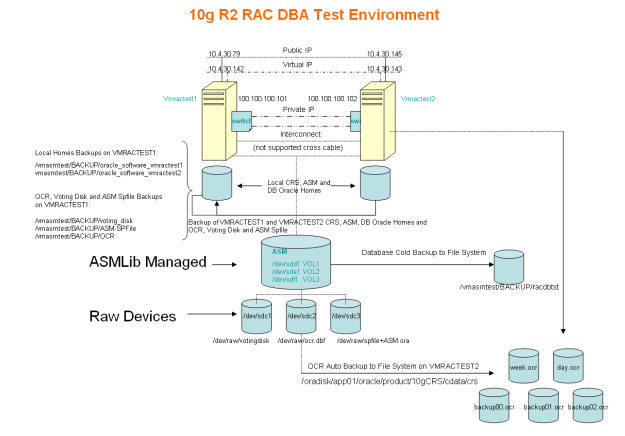 10g R2 RAC DBA Test Environment
Public IP
10.4.30.79
10.4.30.145
Virtual IP
10.4.30.142
10.4.30.143
Vmractest1
100.100.100.101
100.100.100.102
Vmractest2
Private IP
switch
switch
interconnect
(not supported cross cable)
Local Homes Backups on VMRACTEST1:
/vmasmtest/BACKUP/oracle_software_vmractest1
vmasmtest/BACKUP/oracle_software_vmractest2
Local CRS, ASM and
DB Oracle Homes
OCR, Voting Disk and ASM Spfile Backups
on VMRACTEST1:
/vmasmtest/BACKUP/voting_disk
/vmasmtest/BACKUP/ASM-SPFile
/vmasmtest/BACKUP/OCR
Backup of VMRACTEST1 and VMRACTEST2 CRS, ASM, DB Oracle Homes and
OCR, Voting Disk and ASM Spfile
ASM
/dev/sdd1 VOL1
/dev/sde1 VOL2
/dev/sdf1 VOL3
ASMLib Managed
Database Cold Backup to File System
/vmasmtest/BACKUP/racdbtst
Raw Devices
/dev/sdc1
/dev/sdc2
/dev/sdc3
/dev/raw/votingdisk
/dev/raw/ocr.dbf
/dev/raw/spfile+ASM.ora
OCR Auto Backup to File System on VMRACTEST2
/oradisk/app01/oracle/product/10gCRS/cdata/crs
week.ocr
day.ocr
backup00.ocr
backup01.ocr
backup02.ocr